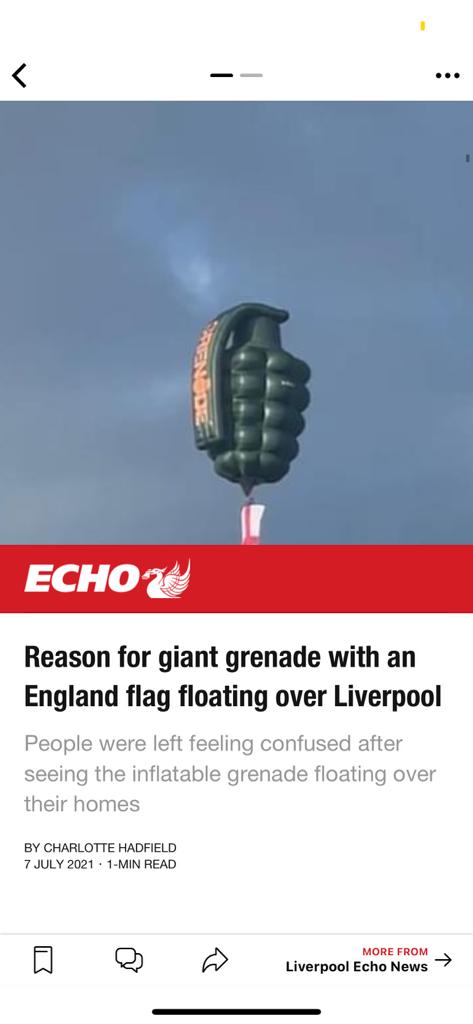 GRENADE
ECHO
Reason for giant grenade with an
England flag floating over Liverpool
People were left feeling confused after
seeing the inflatable grenade floating over
their homes
BY CHARLOTTE HADFIELD
7 JULY 2021 · 1-MIN READ
MORE FROM
Liverpool Echo News